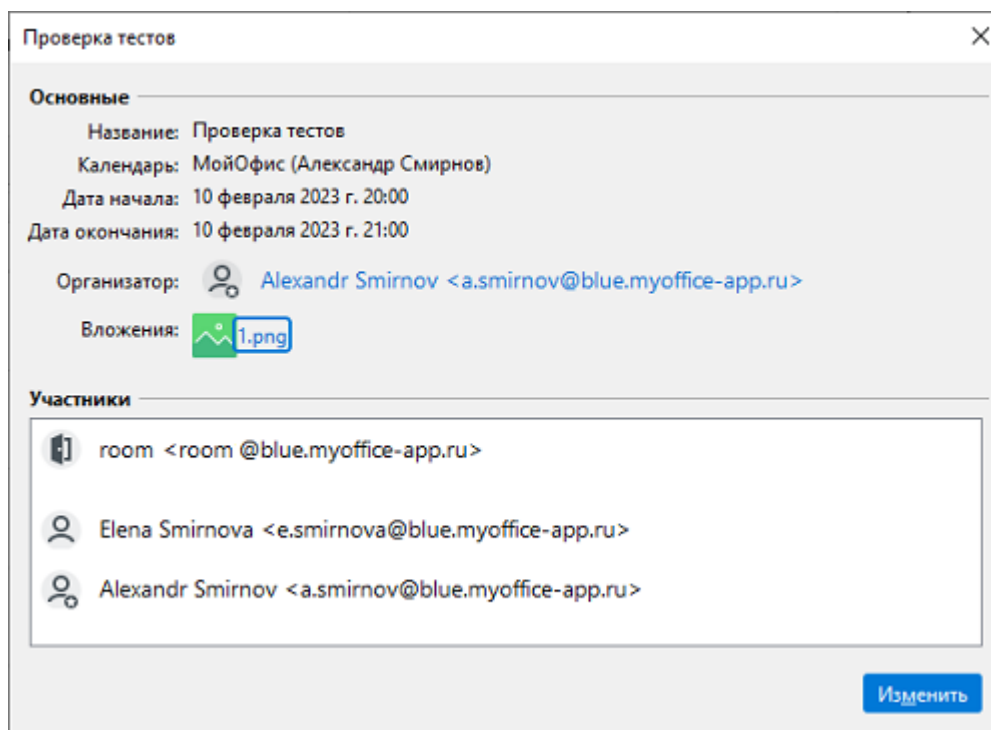 Проверка тестов
Основные
Название: Проверка тестов
Календарь: МойОфис (Александр Смирнов)
Дата начала: 10 февраля 2023 г. 20:00
Дата окончания: 10 февраля 2023 г. 21:00
Организатор: Alexandr Smirnov <a.smirnov@blue.myoffice-app.ru>
Вложения: 1.png
Участники
room <room @blue.myoffice-app.ru>
Elena Smirnova <e.smirnova@blue.myoffice-app.ru>
Alexandr Smirnov <a.smirnov@blue.myoffice-app.ru>
Изменить